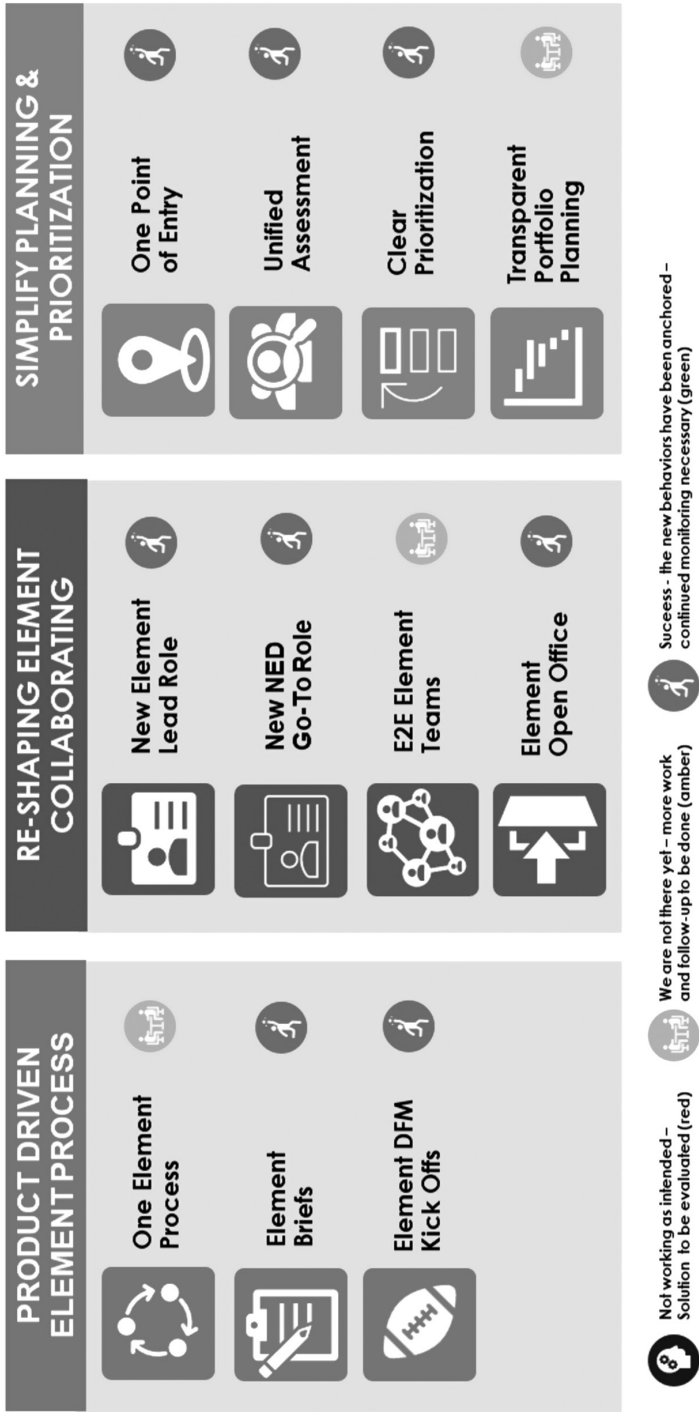 PRODUCT DRIVEN
ELEMENT PROCESS
One Element
Process
Element
Briefs
Element DFM
Kick Offs
RE-SHAPING ELEMENT
COLLABORATING
New Element
Lead Role
New NED
Go-To Role
E2E Element
Teams
Element
Open Office
SIMPLIFY PLANNING &
PRIORITIZATION
One Point
of Entry
Unified
Assessment
Clear
Prioritization
Transparent
Portfolio
Planning
Not working as intended –
Solution to be evaluated (red)
We are not there yet – more work
and follow-up to be done (amber)
Suceess - the new behaviors have been anchored –
continued monitoring necessary (green)